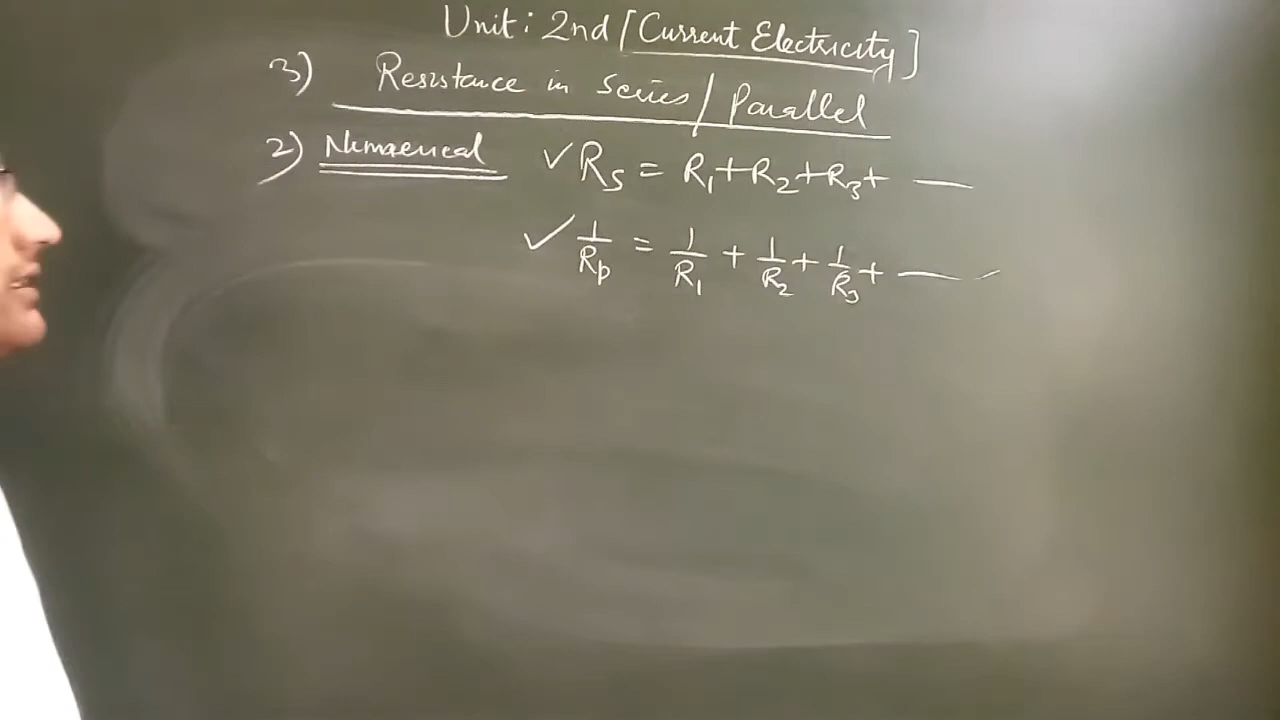 Unit: 2nd [Current Electricity]
3) Resistance in Series / Parallel
2) Numaerical ✓ Rs = R₁ + R₂ + R₃ + —
✓ 1/Rp = 1/R₁ + 1/R₂ + 1/R₃ + —